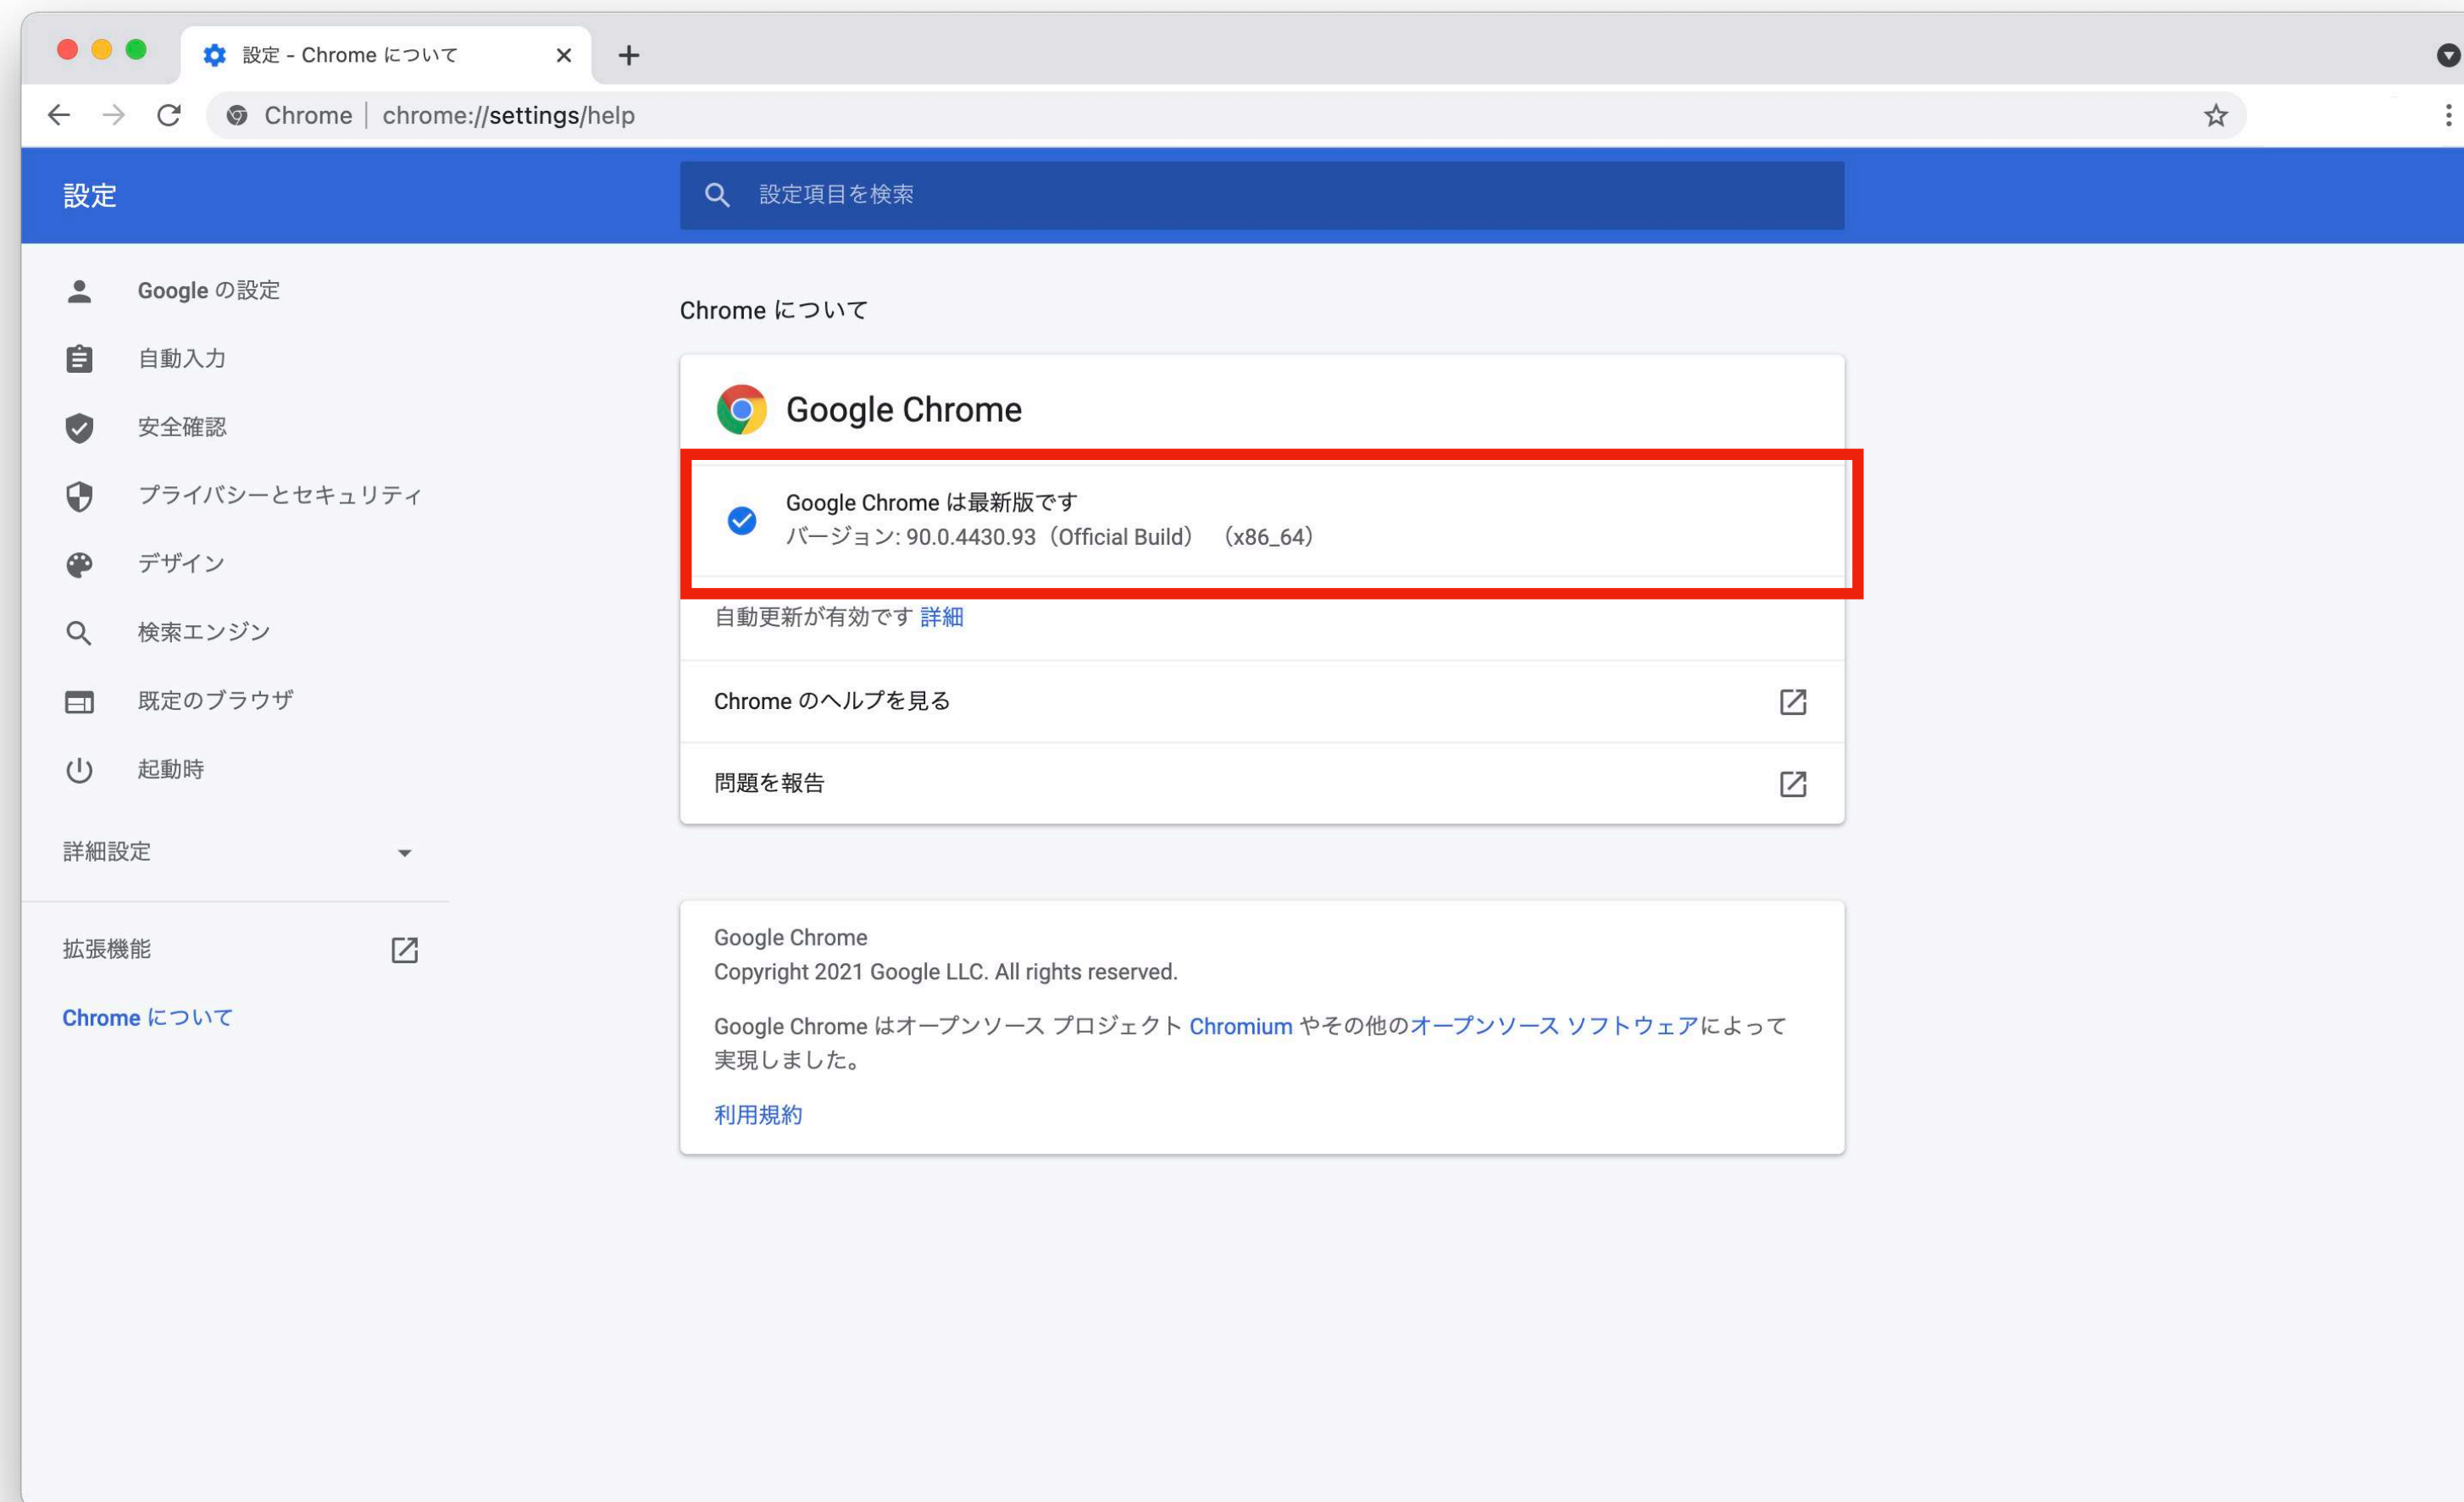 設定 - Chrome について
Chrome | chrome://settings/help
設定
設定項目を検索
Google の設定
自動入力
安全確認
プライバシーとセキュリティ
デザイン
検索エンジン
既定のブラウザ
起動時
詳細設定
拡張機能
Chrome について
Chrome について
Google Chrome
Google Chrome は最新版です
バージョン: 90.0.4430.93（Official Build） （x86_64）
自動更新が有効です 詳細
Chrome のヘルプを見る
問題を報告
Google Chrome
Copyright 2021 Google LLC. All rights reserved.
Google Chrome はオープンソース プロジェクト Chromium やその他のオープンソース ソフトウェアによって
実現しました。
利用規約